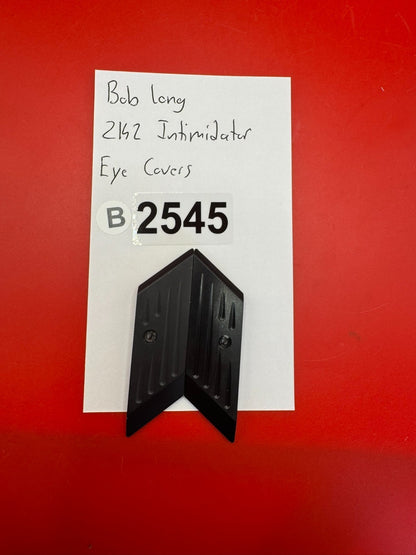 Bob Long
2k2 Intimidator
Eye Covers
B 2545